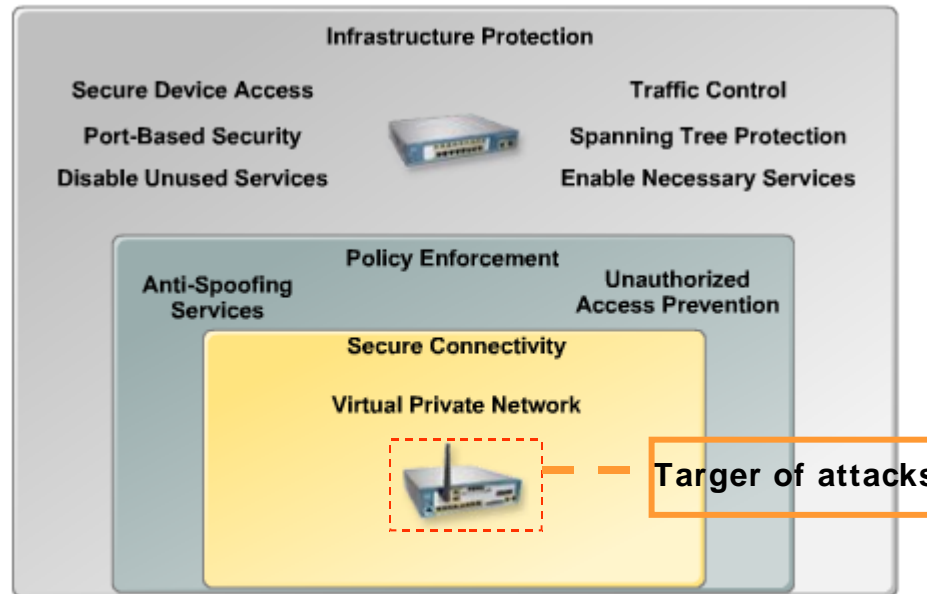 Infrastructure Protection
Secure Device Access
Traffic Control
Port-Based Security
Spanning Tree Protection
Disable Unused Services
Enable Necessary Services
Policy Enforcement
Anti-Spoofing
Services
Unauthorized
Access Prevention
Secure Connectivity
Virtual Private Network
Targer of attacks